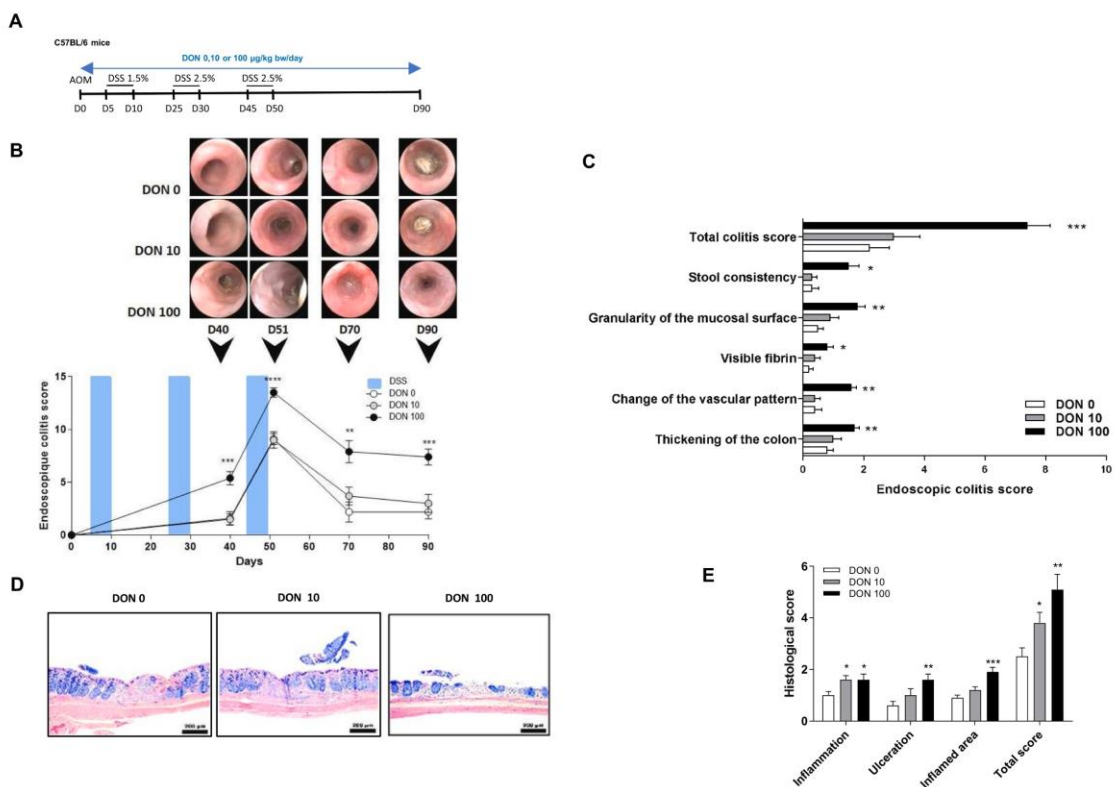 A
C57BL/6 mice
DON 0,10 or 100 µg/kg bw/day
AOM DSS 1.5% DSS 2.5% DSS 2.5%
D0 D5 D10 D25 D30 D45 D50 D90
B
DON 0
DON 10
DON 100
D40 D51 D70 D90
Endoscopique colitis score
15
10
5
0
0 10 20 30 40 50 60 70 80 90
Days
DSS
DON 0
DON 10
DON 100
***
****
**
***
C
Total colitis score ***
Stool consistency *
Granularity of the mucosal surface **
Visible fibrin *
Change of the vascular pattern **
Thickening of the colon **
DON 0
DON 10
DON 100
0 2 4 6 8 10
Endoscopic colitis score
D
DON 0 DON 10 DON 100
200 µm 200 µm 200 µm
E
DON 0
DON 10
DON 100
Histological score
6
4
2
0
* * ** *** * **
Inflammation
Ulceration
Inflamed area
Total score